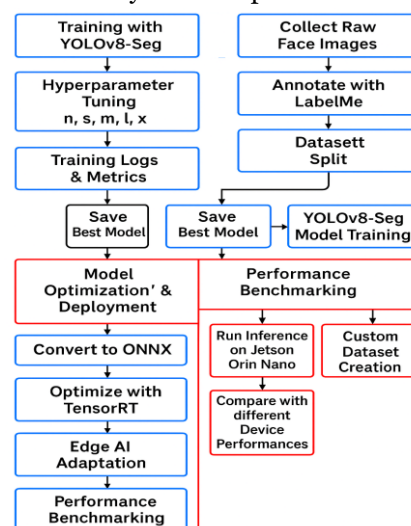 Training with
YOLOv8-Seg
Hyperparameter
Tuning
n, s, m, l, x
Training Logs
& Metrics
Save
Best Model
Collect Raw
Face Images
Annotate with
LabelMe
Datasett
Split
Save
Best Model
YOLOv8-Seg
Model Training
Model
Optimization' &
Deployment
Convert to ONNX
Optimize with
TensorRT
Edge AI
Adaptation
Performance
Benchmarking
Performance
Benchmarking
Run Inference
on Jetson
Orin Nano
Compare with
different
Device
Performances
Custom
Dataset
Creation